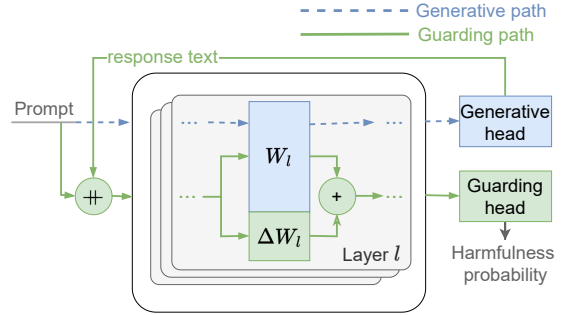 Generative path
Guarding path
response text
Prompt
Generative
head
...
...
...
W_l
...
+
...
Guarding
head
⧺
ΔW_l
Layer l
Harmfulness
probability